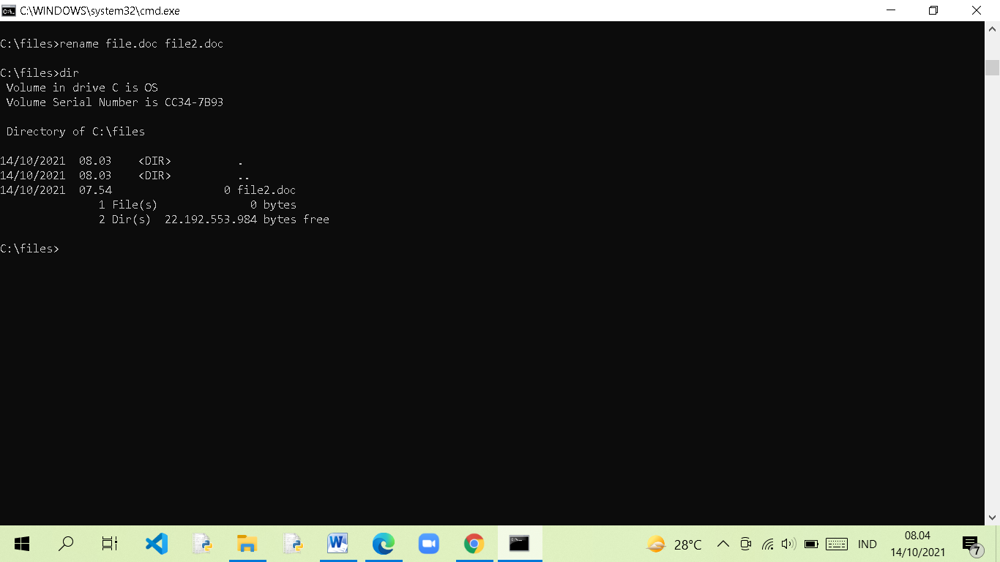 C:\WINDOWS\system32\cmd.exe
C:\files>rename file.doc file2.doc
C:\files>dir
 Volume in drive C is OS
 Volume Serial Number is CC34-7B93
 Directory of C:\files
14/10/2021  08.03    <DIR>          .
14/10/2021  08.03    <DIR>          ..
14/10/2021  07.54                 0 file2.doc
               1 File(s)              0 bytes
               2 Dir(s)  22.192.553.984 bytes free
C:\files>
28°C
IND
08.04
14/10/2021
7